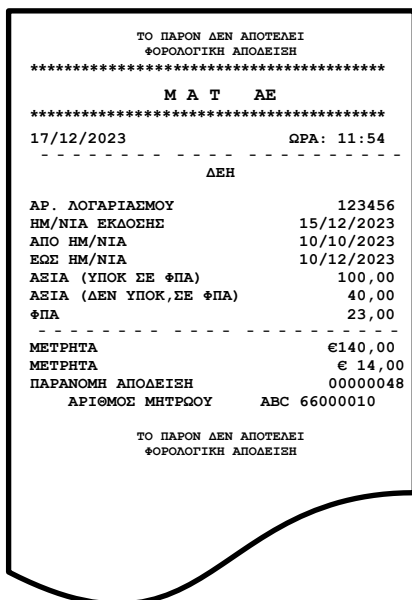 ΤΟ ΠΑΡΟΝ ΔΕΝ ΑΠΟΤΕΛΕΙ
ΦΟΡΟΛΟΓΙΚΗ ΑΠΟΔΕΙΞΗ
******************************************
Μ Α Τ ΑΕ
******************************************
17/12/2023 ΩΡΑ: 11:54
- - - - - - - - - - - - - - - - - - - - - -
ΔΕΗ
ΑΡ. ΛΟΓΑΡΙΑΣΜΟΥ 123456
ΗΜ/ΝΙΑ ΕΚΔΟΣΗΣ 15/12/2023
ΑΠΟ ΗΜ/ΝΙΑ 10/10/2023
ΕΩΣ ΗΜ/ΝΙΑ 10/12/2023
ΑΞΙΑ (ΥΠΟΚ ΣΕ ΦΠΑ) 100,00
ΑΞΙΑ (ΔΕΝ ΥΠΟΚ,ΣΕ ΦΠΑ) 40,00
ΦΠΑ 23,00
- - - - - - - - - - - - - - - - - - - - - -
ΜΕΤΡΗΤΑ €140,00
ΜΕΤΡΗΤΑ € 14,00
ΠΑΡΑΝΟΜΗ ΑΠΟΔΕΙΞΗ 00000048
ΑΡΙΘΜΟΣ ΜΗΤΡΩΟΥ ABC 66000010
ΤΟ ΠΑΡΟΝ ΔΕΝ ΑΠΟΤΕΛΕΙ
ΦΟΡΟΛΟΓΙΚΗ ΑΠΟΔΕΙΞΗ